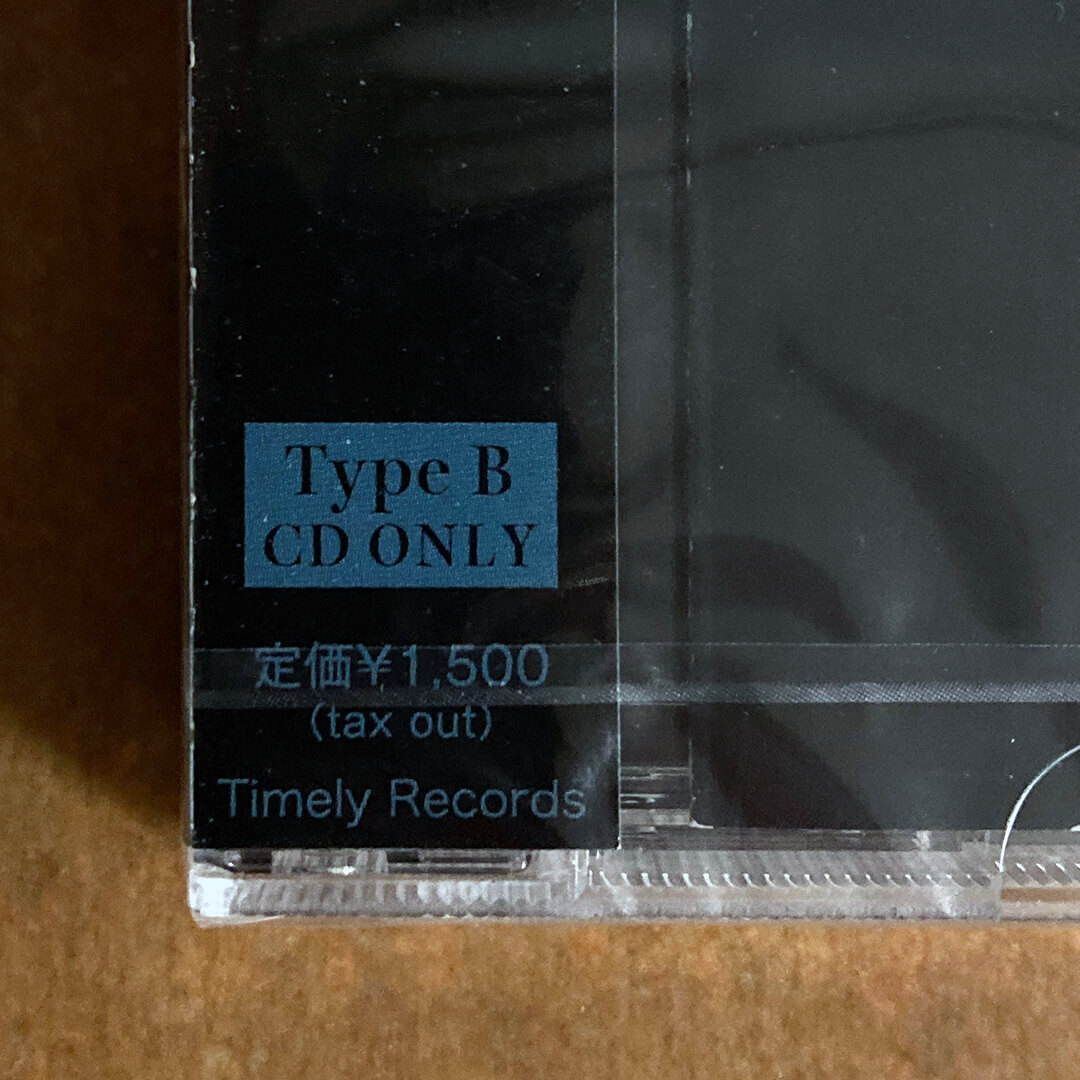 Type B
CD ONLY
定価¥1,500
(tax out)
Timely Records